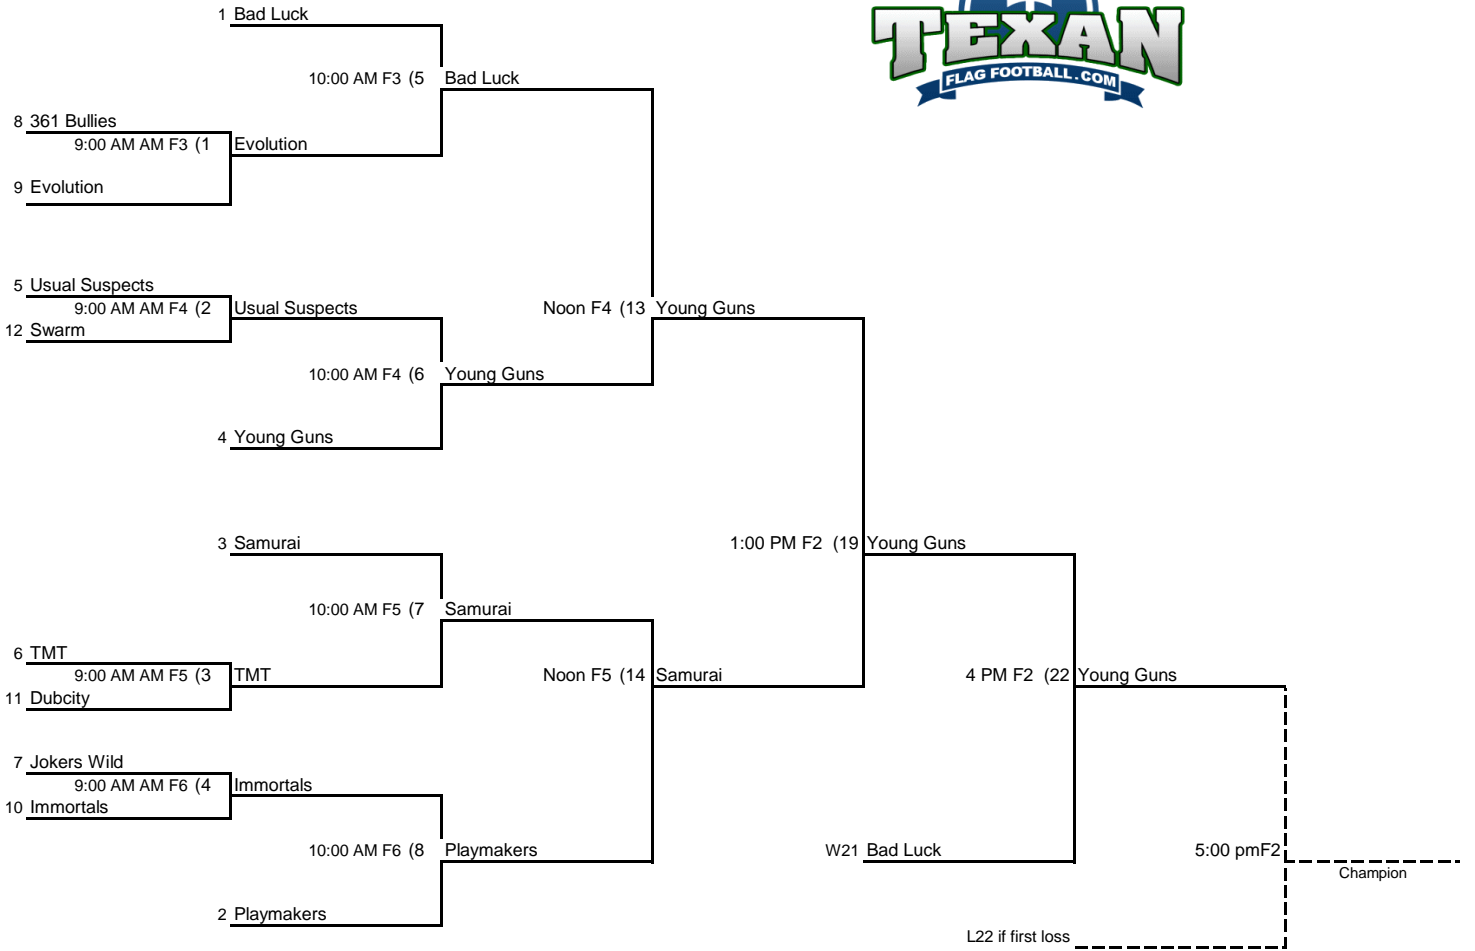 1 Bad Luck
TEXAN
FLAG FOOTBALL.COM
10:00 AM F3 (5 Bad Luck
8 361 Bullies
9:00 AM AM F3 (1 Evolution
9 Evolution
5 Usual Suspects
9:00 AM AM F4 (2 Usual Suspects
Noon F4 (13 Young Guns
12 Swarm
10:00 AM F4 (6 Young Guns
4 Young Guns
3 Samurai
1:00 PM F2 (19 Young Guns
10:00 AM F5 (7 Samurai
6 TMT
9:00 AM AM F5 (3 TMT
Noon F5 (14 Samurai
4 PM F2 (22 Young Guns
11 Dubcity
7 Jokers Wild
9:00 AM AM F6 (4 Immortals
10 Immortals
10:00 AM F6 (8 Playmakers
W21 Bad Luck
5:00 pmF2
Champion
2 Playmakers
L22 if first loss